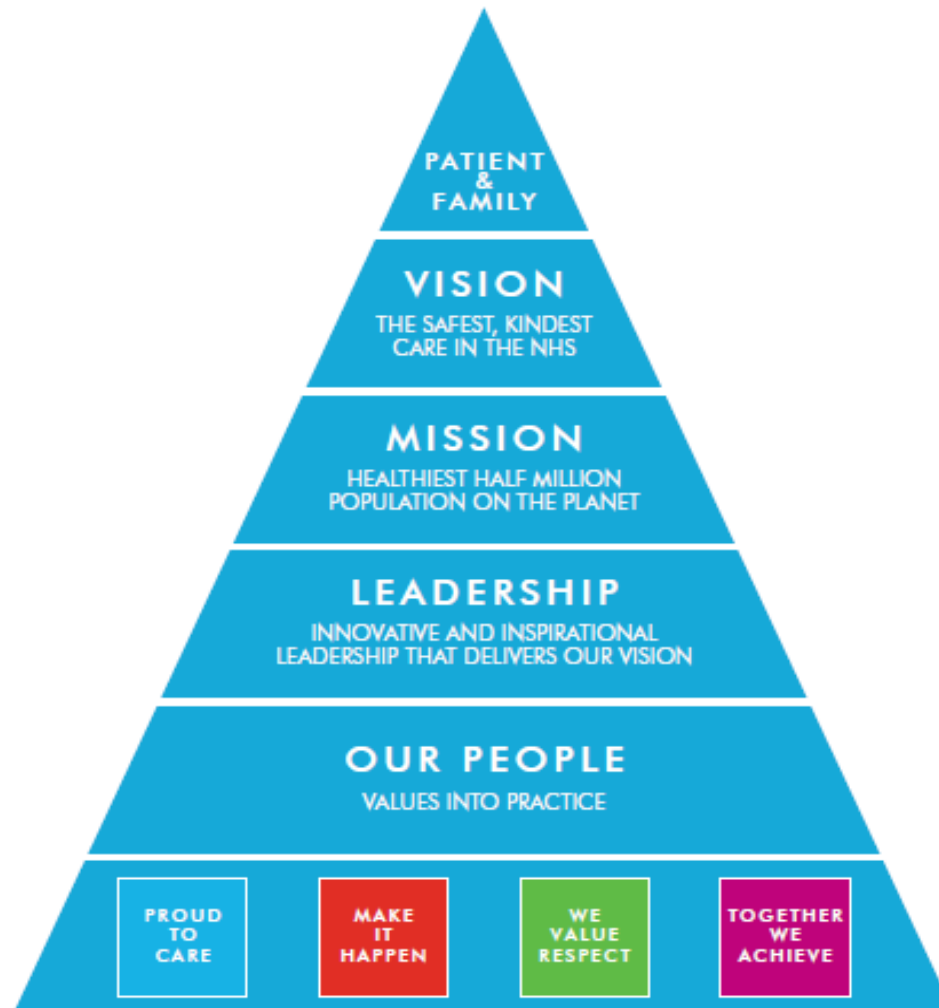 PATIENT
&
FAMILY
VISION
THE SAFEST, KINDEST
CARE IN THE NHS
MISSION
HEALTHIEST HALF MILLION
POPULATION ON THE PLANET
LEADERSHIP
INNOVATIVE AND INSPIRATIONAL
LEADERSHIP THAT DELIVERS OUR VISION
OUR PEOPLE
VALUES INTO PRACTICE
PROUD
TO
CARE
MAKE
IT
HAPPEN
WE
VALUE
RESPECT
TOGETHER
WE
ACHIEVE